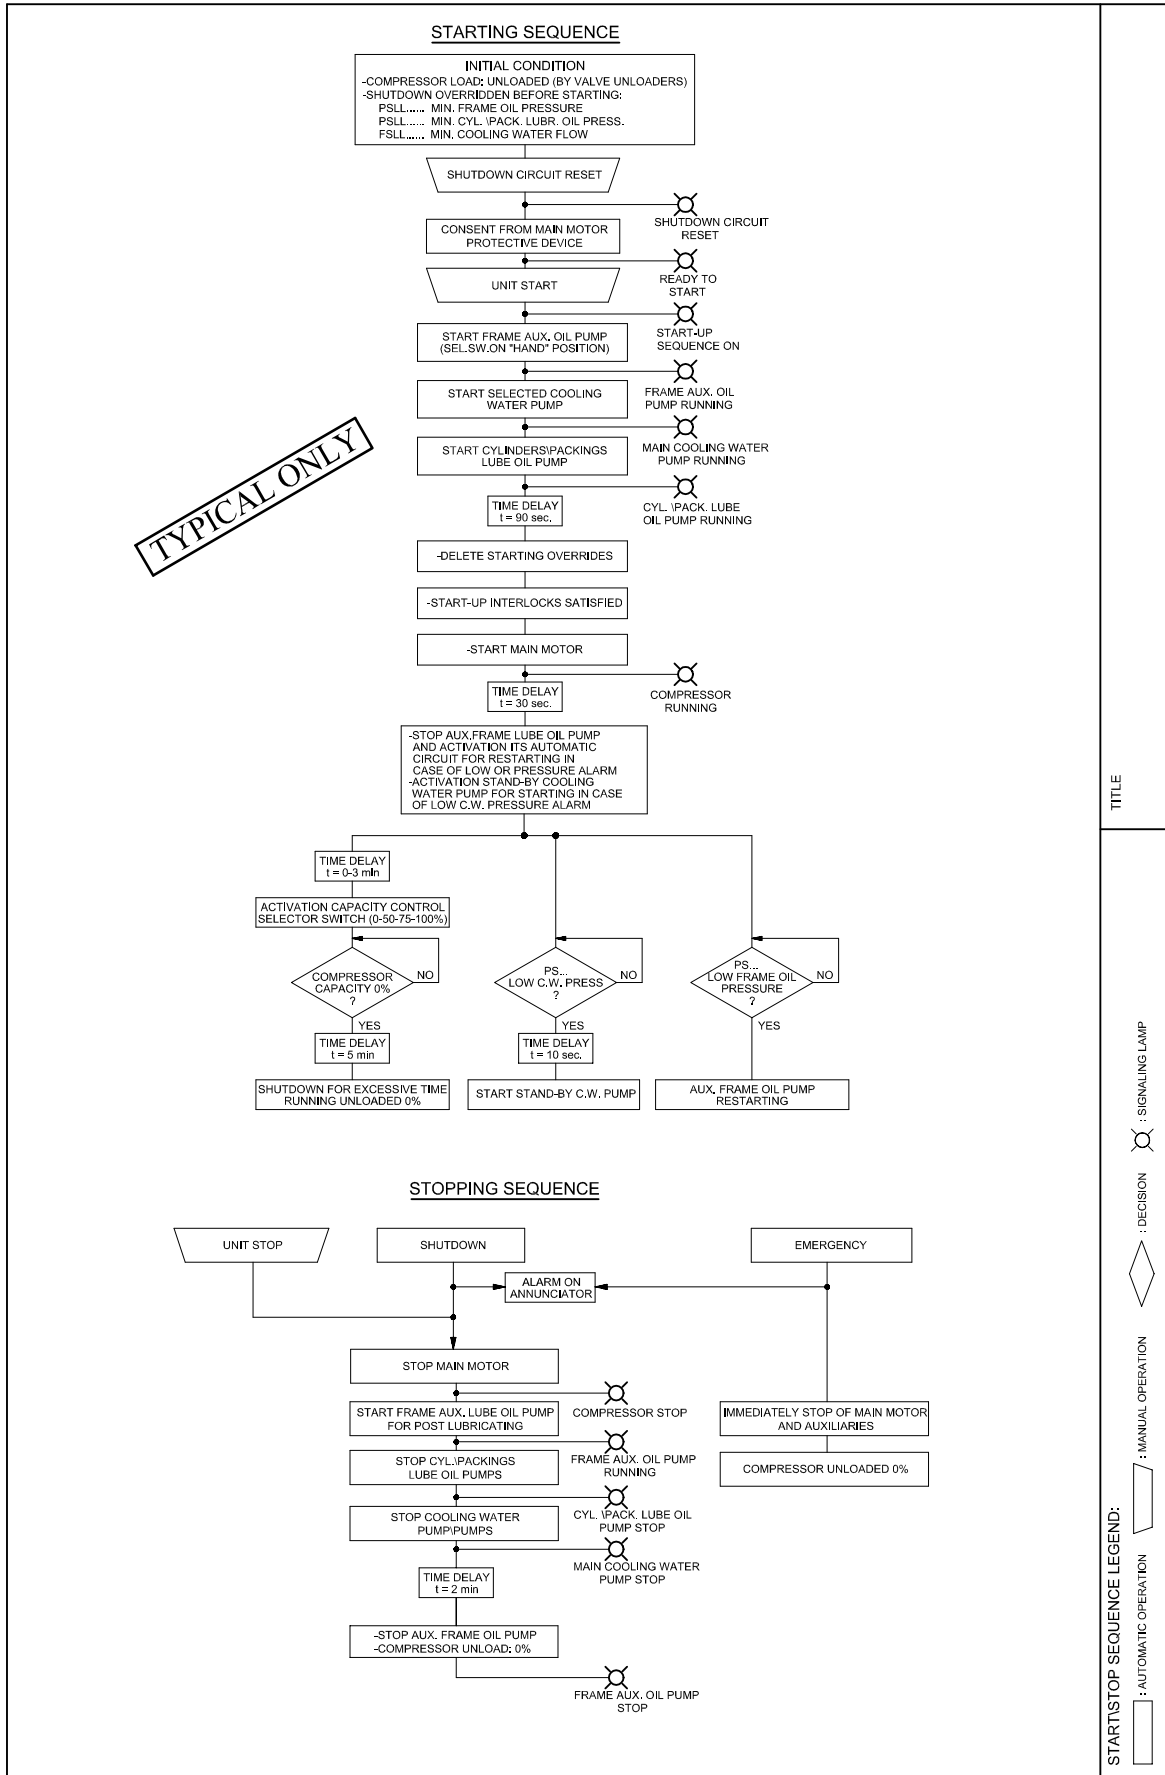 STARTING SEQUENCE
INITIAL CONDITION
-COMPRESSOR LOAD: UNLOADED (BY VALVE UNLOADERS)
-SHUTDOWN OVERRIDDEN BEFORE STARTING:
PSLL...... MIN. FRAME OIL PRESSURE
PSLL...... MIN. CYL. \PACK. LUBR. OIL PRESS.
FSLL...... MIN. COOLING WATER FLOW
SHUTDOWN CIRCUIT RESET
SHUTDOWN CIRCUIT
RESET
CONSENT FROM MAIN MOTOR
PROTECTIVE DEVICE
READY TO
START
UNIT START
START-UP
SEQUENCE ON
START FRAME AUX. OIL PUMP
(SEL.SW.ON "HAND" POSITION)
FRAME AUX. OIL
PUMP RUNNING
START SELECTED COOLING
WATER PUMP
MAIN COOLING WATER
PUMP RUNNING
START CYLINDERS\PACKINGS
LUBE OIL PUMP
CYL. \PACK. LUBE
OIL PUMP RUNNING
TIME DELAY
t = 90 sec.
TYPICAL ONLY
-DELETE STARTING OVERRIDES
-START-UP INTERLOCKS SATISFIED
-START MAIN MOTOR
COMPRESSOR
RUNNING
TIME DELAY
t = 30 sec.
-STOP AUX.FRAME LUBE OIL PUMP
AND ACTIVATION ITS AUTOMATIC
CIRCUIT FOR RESTARTING IN
CASE OF LOW OR PRESSURE ALARM
-ACTIVATION STAND-BY COOLING
WATER PUMP FOR STARTING IN CASE
OF LOW C.W. PRESSURE ALARM
TIME DELAY
t = 0-3 min
ACTIVATION CAPACITY CONTROL
SELECTOR SWITCH (0-50-75-100%)
COMPRESSOR
CAPACITY 0%
?
NO
YES
TIME DELAY
t = 5 min
SHUTDOWN FOR EXCESSIVE TIME
RUNNING UNLOADED 0%
PS...
LOW C.W. PRESS
?
NO
YES
TIME DELAY
t = 10 sec.
START STAND-BY C.W. PUMP
PS...
LOW FRAME OIL
PRESSURE
?
NO
YES
AUX. FRAME OIL PUMP
RESTARTING
STOPPING SEQUENCE
UNIT STOP
SHUTDOWN
EMERGENCY
ALARM ON
ANNUNCIATOR
STOP MAIN MOTOR
COMPRESSOR STOP
START FRAME AUX. LUBE OIL PUMP
FOR POST LUBRICATING
FRAME AUX. OIL PUMP
RUNNING
STOP CYL.\PACKINGS
LUBE OIL PUMPS
CYL. \PACK. LUBE OIL
PUMP STOP
STOP COOLING WATER
PUMP\PUMPS
MAIN COOLING WATER
PUMP STOP
TIME DELAY
t = 2 min
-STOP AUX. FRAME OIL PUMP
-COMPRESSOR UNLOAD: 0%
FRAME AUX. OIL PUMP
STOP
IMMEDIATELY STOP OF MAIN MOTOR
AND AUXILIARIES
COMPRESSOR UNLOADED 0%
TITLE
START\STOP SEQUENCE LEGEND:
: AUTOMATIC OPERATION
: MANUAL OPERATION
: DECISION
: SIGNALING LAMP